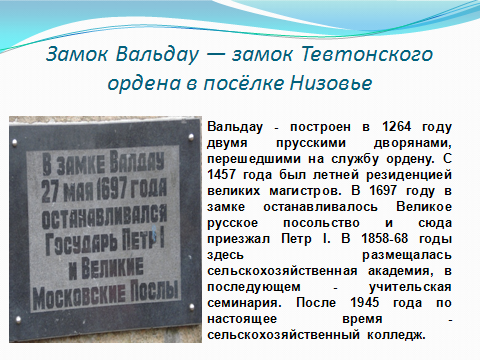 Замок Вальдау — замок Тевтонского
ордена в посёлке Низовье
В ЗАМКЕ ВАЛДАУ
27 МАЯ 1697 ГОДА
ОСТАНАВЛИВАЛСЯ
ГОСУДАРЬ ПЕТР I
И ВЕЛИКИЕ
МОСКОВСКИЕ ПОСЛЫ
Вальдау - построен в 1264 году
двумя прусскими дворянами,
перешедшими на службу ордену. С
1457 года был летней резиденцией
великих магистров. В 1697 году в
замке останавливалось Великое
русское посольство и сюда
приезжал Петр I. В 1858-68 годы
здесь размещалась
сельскохозяйственная академия, в
последующем - учительская
семинария. После 1945 года по
настоящее время -
сельскохозяйственный колледж.